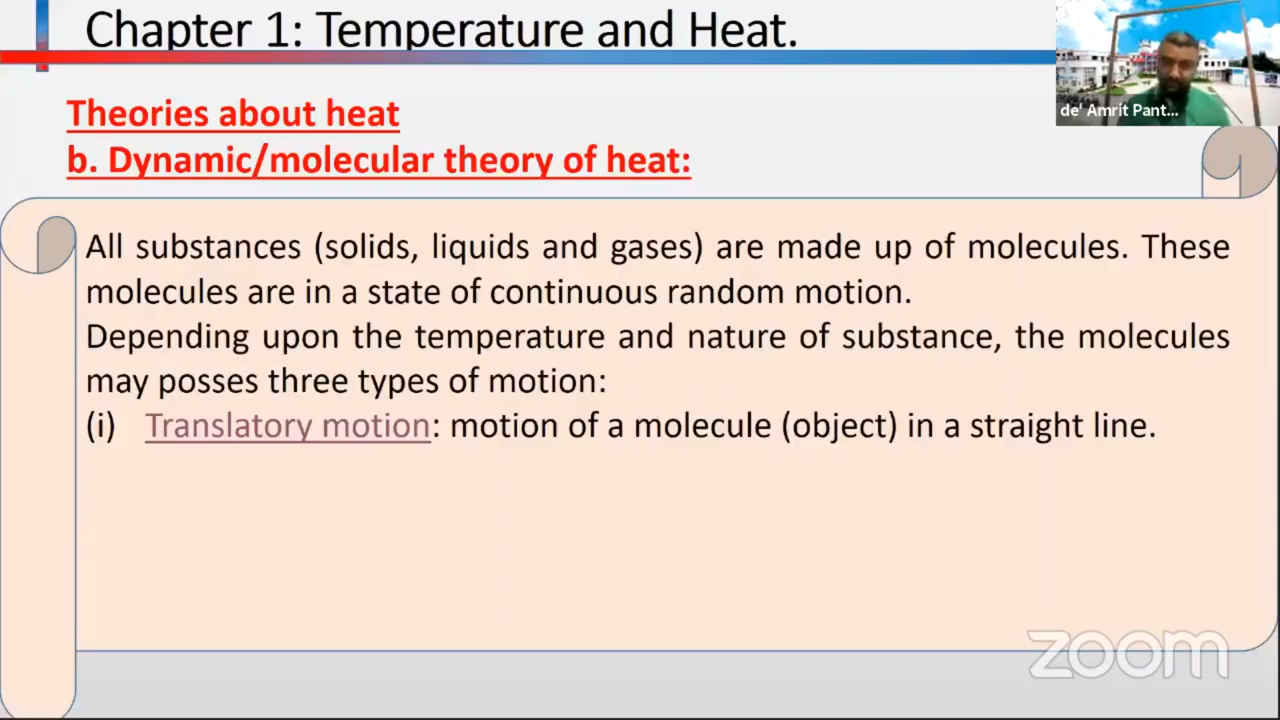 Chapter 1: Temperature and Heat.
de' Amrit Pant...
Theories about heat
b. Dynamic/molecular theory of heat:
All substances (solids, liquids and gases) are made up of molecules. These
molecules are in a state of continuous random motion.
Depending upon the temperature and nature of substance, the molecules
may posses three types of motion:
(i) Translatory motion: motion of a molecule (object) in a straight line.
zoom